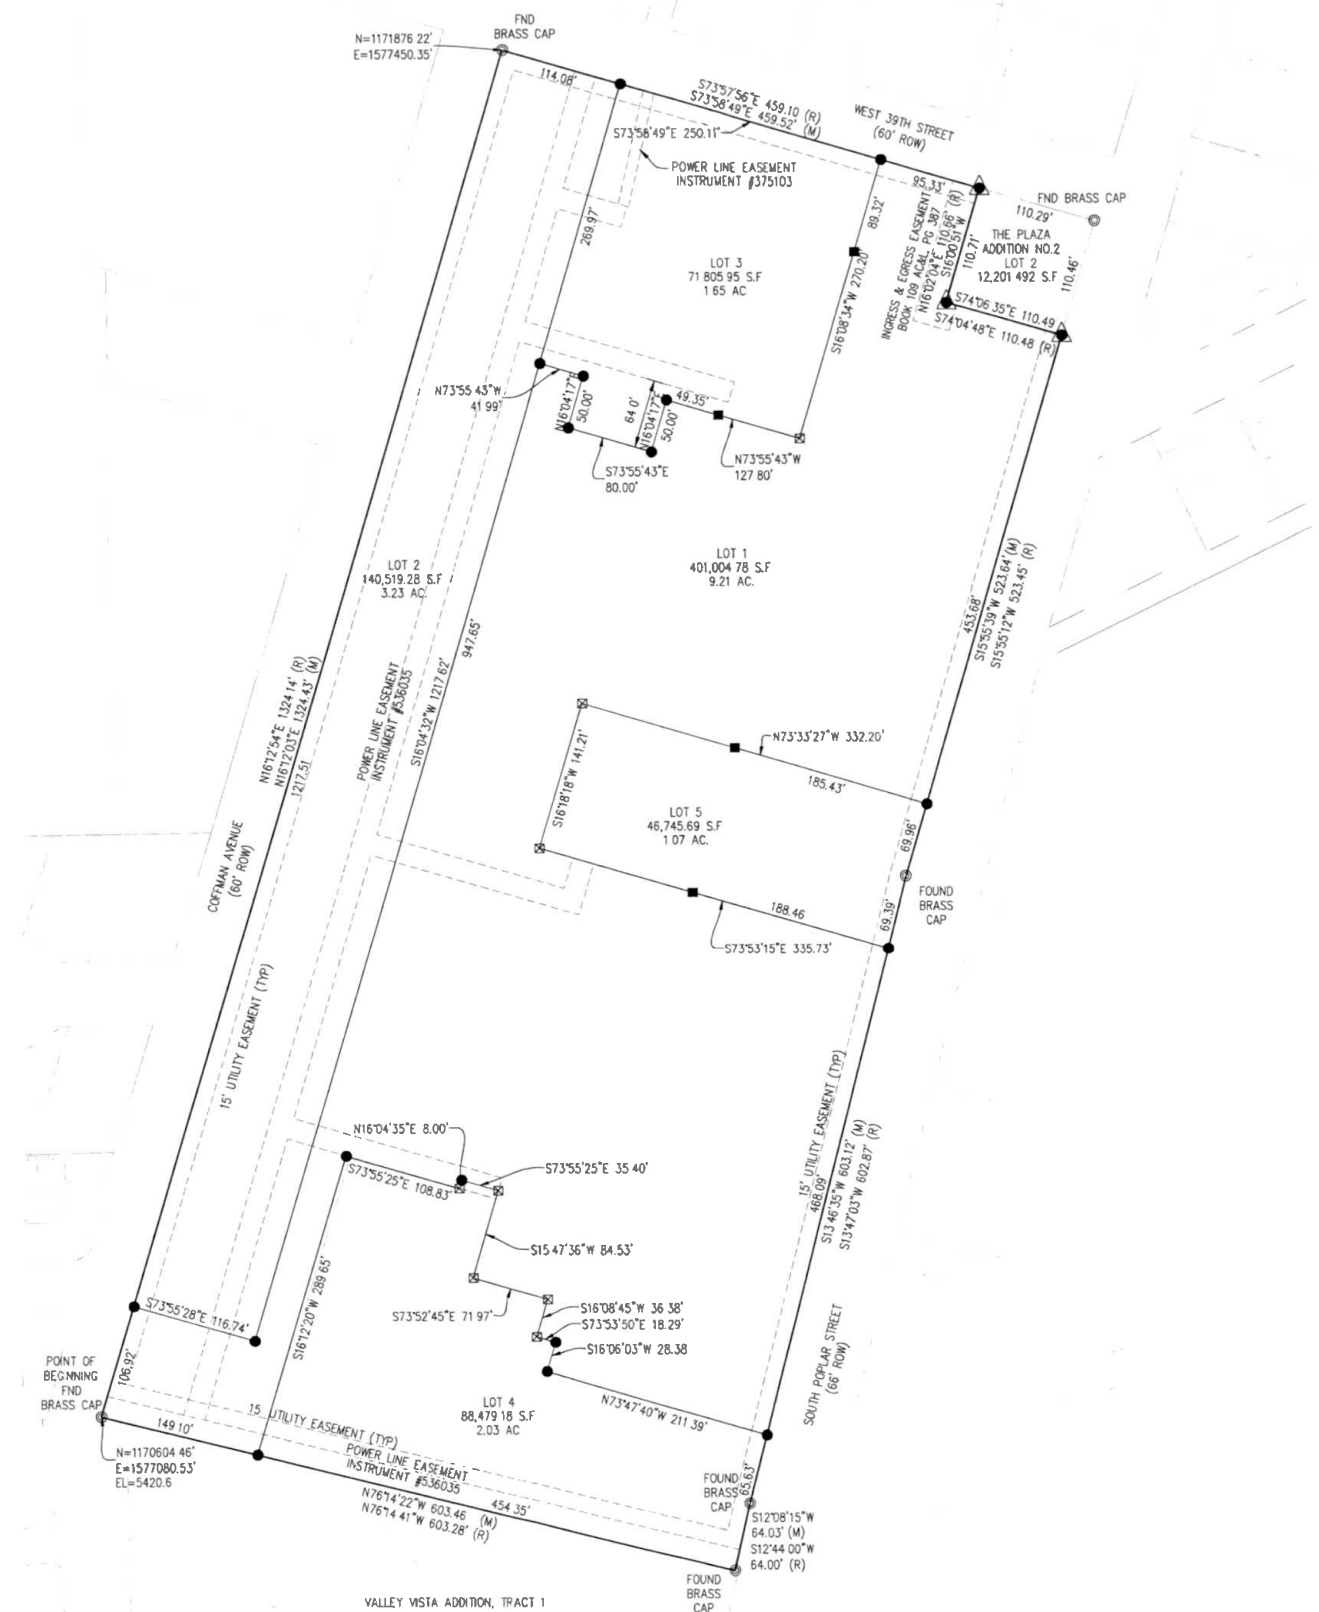 FND
BRASS CAP
N=1171876 22'
E=1577450.35'
114.08'
S73°57'56"E 459.10 (R)
S73°58'49"E 459.52' (M)
S73°58'49"E 250.11'
WEST 39TH STREET
(60' ROW)
POWER LINE EASEMENT
INSTRUMENT #375103
95.33'
FND BRASS CAP
110.29'
THE PLAZA
ADDITION NO.2
LOT 2
12,201 492 S.F
110.46'
110.71'
S16°00'51"W
N16°02'04"E 110.66' (R)
INGRESS & EGRESS EASEMENT
BOOK 109 AC&L, PG 387
S74°06 35"E 110.49
S74°04'48"E 110.48 (R)
89.32'
269.97'
LOT 3
71 805 95 S.F
1 65 AC
S16°08'34"W 270.20'
N73°55 43"W
41 99'
N16°04'17"E
50.00'
64 0'
N16°04'17"E
50.00'
49.35'
S73°55'43"E
80.00'
N73°55'43"W
127 80'
LOT 2
140,519.28 S.F
3.23 AC.
LOT 1
401,004 78 S.F
9.21 AC.
453.68'
S15°55'39"W 523.64' (M)
S15°55'12"W 523.45' (R)
947.65'
S16°04'32"W 1217 62'
POWER LINE EASEMENT
INSTRUMENT #536035
N16°12'54"E 1324 14' (R)
N16°12'03"E 1324.43' (M)
1217.51
N73°33'27"W 332.20'
185.43'
S16°18'18"W 141.21'
LOT 5
46,745.69 S.F
1 07 AC.
69.96'
FOUND
BRASS
CAP
69.39'
188.46
S73°53'15"E 335.73'
COFFMAN AVENUE
(60' ROW)
15' UTILITY EASEMENT (TYP)
15' UTILITY EASEMENT (TYP)
468.09'
S13 46'35"W 603.12' (M)
S13°47'03"W 602.87' (R)
N16°04'35"E 8.00'
S73°55'25"E 35 40'
S73°55'25"E 108.83'
S15 47'36"W 84.53'
S16°12'20"W 289 65'
S73°52'45"E 71 97'
S16°08'45"W 36 38'
S73°53'50"E 18.29'
S16°06'03"W 28.38
S73°55'28"E 116.74'
106.92'
POINT OF
BEGNNING
FND
BRASS CAP
149 10'
N=1170604 46'
E=1577080.53'
EL=5420.6
LOT 4
88,479 18 S.F
2.03 AC
N73°47'40"W 211 39'
SOUTH POPLAR STREET
(66' ROW)
15 UTILITY EASEMENT (TYP)
POWER LINE EASEMENT
INSTRUMENT #536035
454 35'
N76°14'22"W 603.46 (M)
N76°14 41"W 603.28' (R)
FOUND
BRASS
CAP
65.63'
S12°08'15"W
64.03' (M)
S12°44 00"W
64.00' (R)
FOUND
BRASS
CAP
VALLEY VISTA ADDITION, TRACT 1